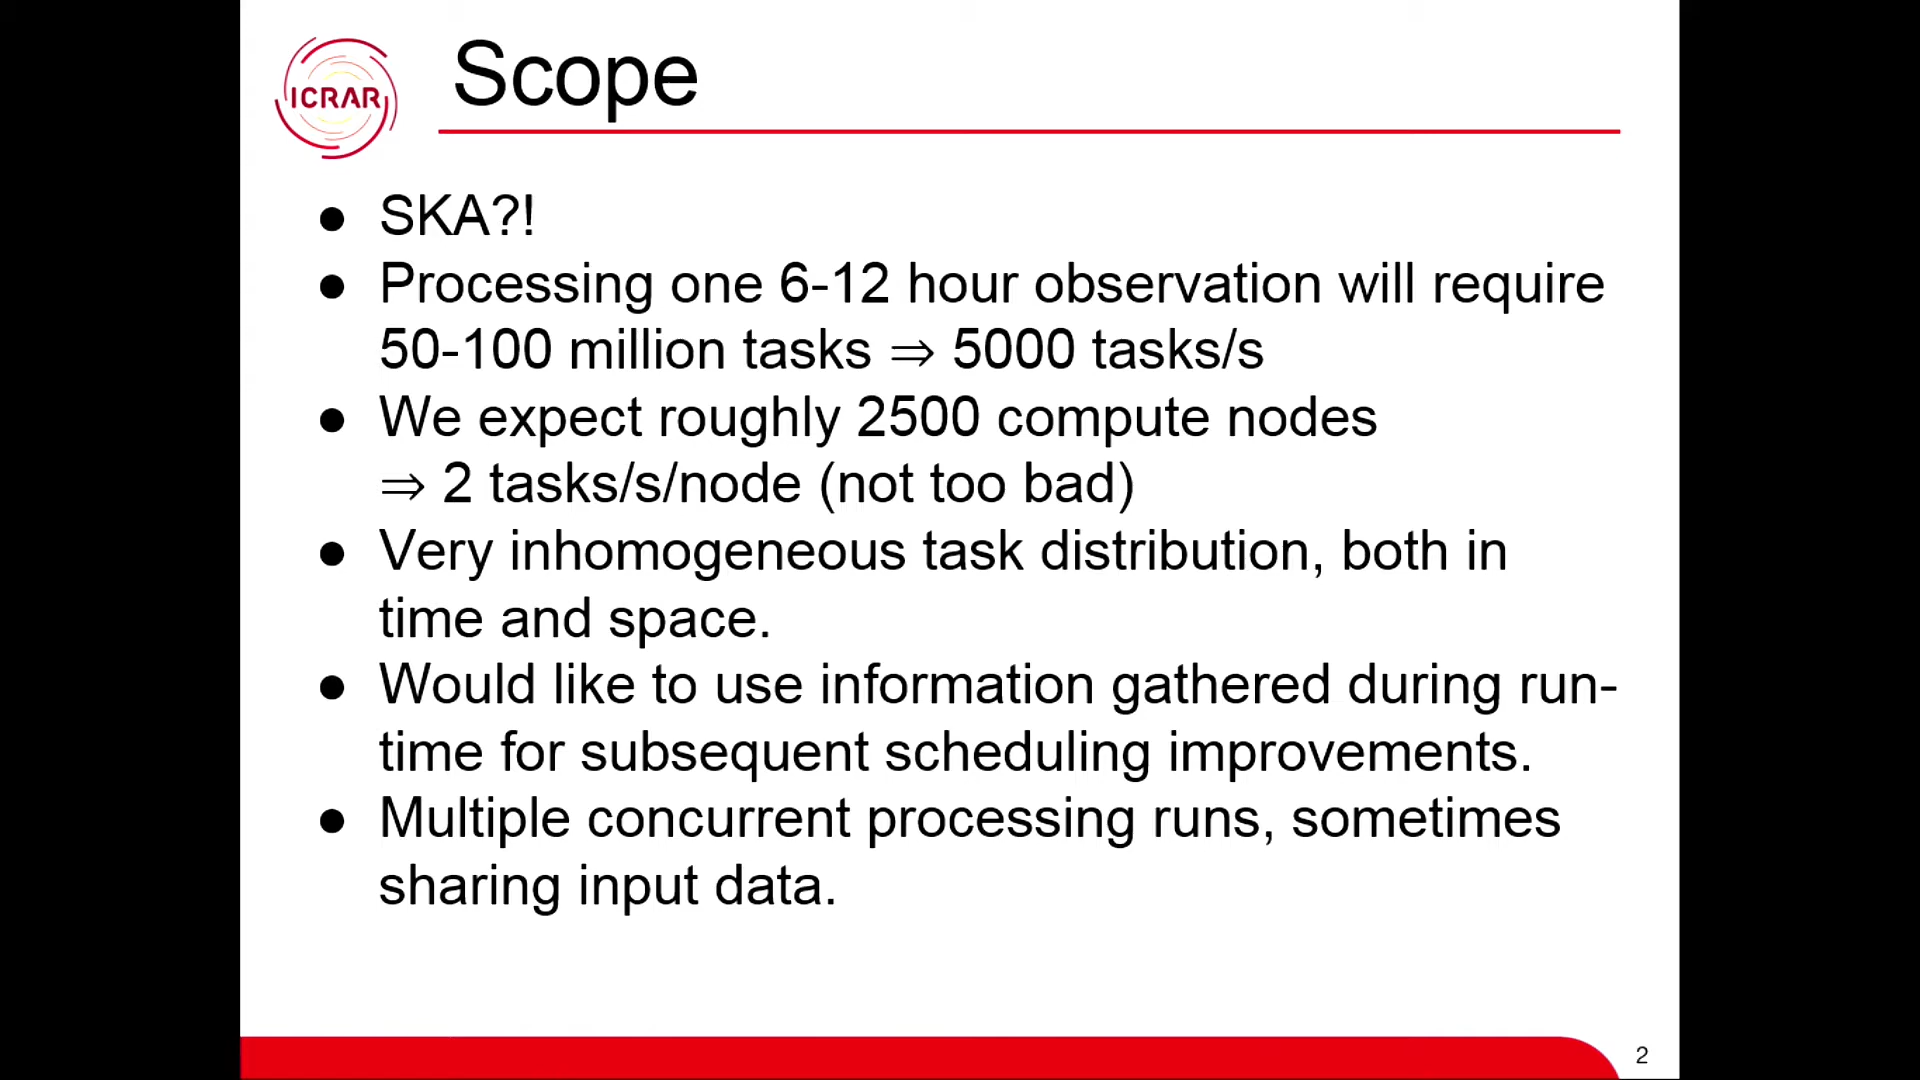 ICRAR
Scope
● SKA?!
● Processing one 6-12 hour observation will require
50-100 million tasks ⇒ 5000 tasks/s
● We expect roughly 2500 compute nodes
⇒ 2 tasks/s/node (not too bad)
● Very inhomogeneous task distribution, both in
time and space.
● Would like to use information gathered during run-
time for subsequent scheduling improvements.
● Multiple concurrent processing runs, sometimes
sharing input data.
2